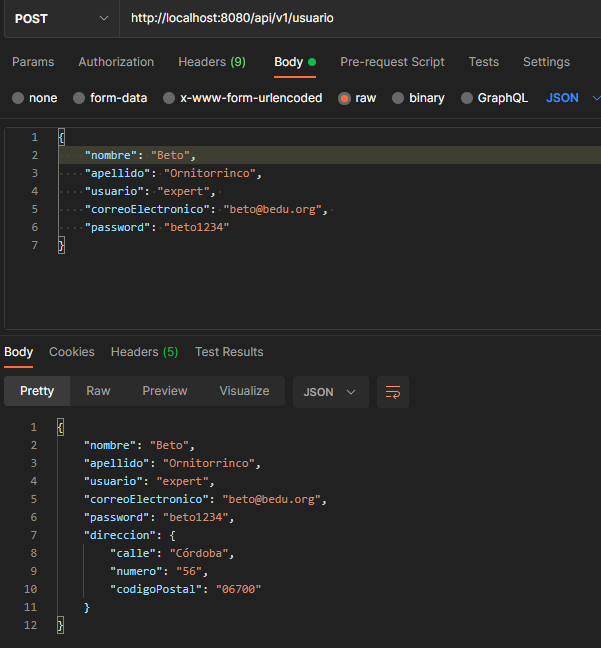 POST http://localhost:8080/api/v1/usuario
Params Authorization Headers (9) Body Pre-request Script Tests Settings
none form-data x-www-form-urlencoded raw binary GraphQL JSON
1 {
2 "nombre": "Beto",
3 "apellido": "Ornitorrinco",
4 "usuario": "expert",
5 "correoElectronico": "beto@bedu.org",
6 "password": "beto1234"
7 }
Body Cookies Headers (5) Test Results
Pretty Raw Preview Visualize JSON
1 {
2 "nombre": "Beto",
3 "apellido": "Ornitorrinco",
4 "usuario": "expert",
5 "correoElectronico": "beto@bedu.org",
6 "password": "beto1234",
7 "direccion": {
8 "calle": "Córdoba",
9 "numero": "56",
10 "codigoPostal": "06700"
11 }
12 }